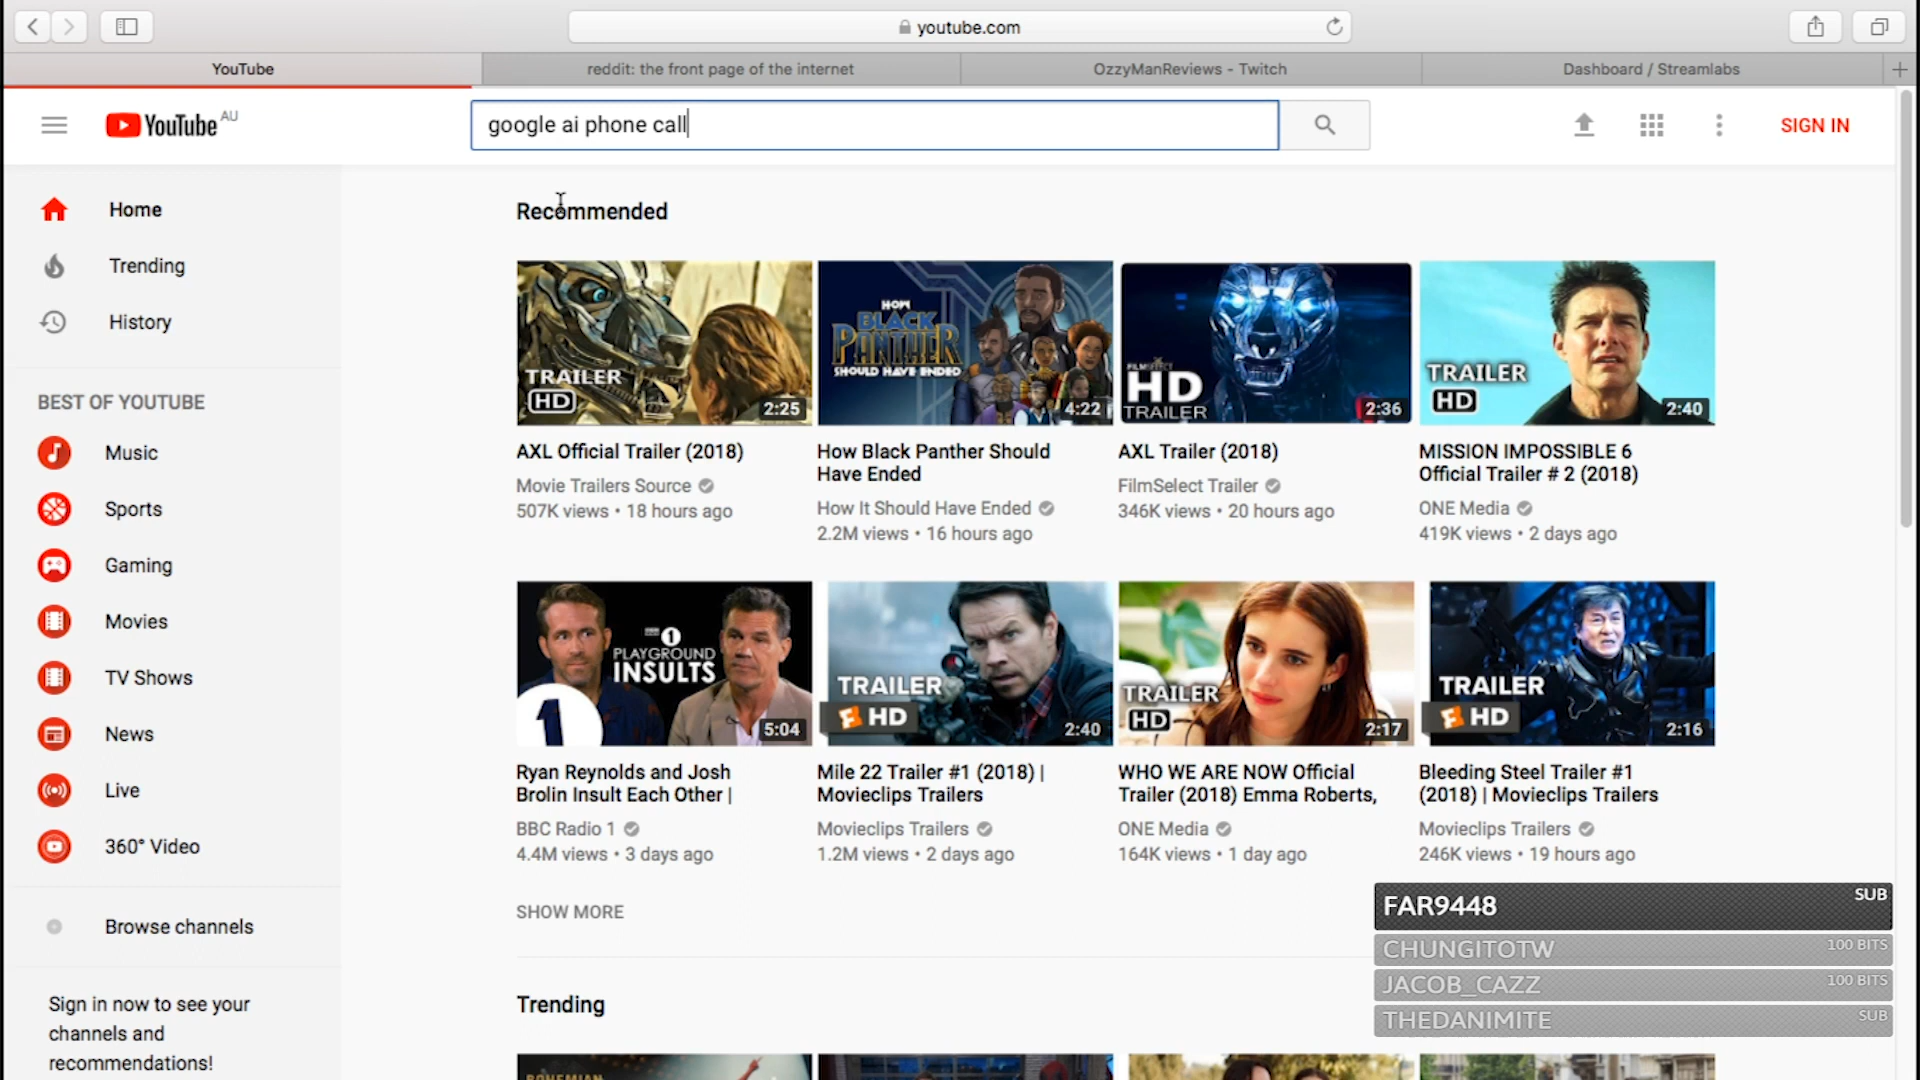 youtube.com
YouTube
reddit: the front page of the internet
OzzyManReviews - Twitch
Dashboard / Streamlabs
YouTube AU
google ai phone call
SIGN IN
Home
Trending
History
BEST OF YOUTUBE
Music
Sports
Gaming
Movies
TV Shows
News
Live
360° Video
Browse channels
Sign in now to see your
channels and
recommendations!
Recommended
TRAILER
HD
2:25
AXL Official Trailer (2018)
Movie Trailers Source
507K views • 18 hours ago
HOW
BLACK
PANTHER
SHOULD HAVE ENDED
4:22
How Black Panther Should
Have Ended
How It Should Have Ended
2.2M views • 16 hours ago
FILMSELECT
HD
TRAILER
2:36
AXL Trailer (2018)
FilmSelect Trailer
346K views • 20 hours ago
TRAILER
HD
2:40
MISSION IMPOSSIBLE 6
Official Trailer # 2 (2018)
ONE Media
419K views • 2 days ago
1
PLAYGROUND
INSULTS
1
5:04
Ryan Reynolds and Josh
Brolin Insult Each Other |
BBC Radio 1
4.4M views • 3 days ago
TRAILER
F HD
2:40
Mile 22 Trailer #1 (2018) |
Movieclips Trailers
Movieclips Trailers
1.2M views • 2 days ago
TRAILER
HD
2:17
WHO WE ARE NOW Official
Trailer (2018) Emma Roberts,
ONE Media
164K views • 1 day ago
TRAILER
F HD
2:16
Bleeding Steel Trailer #1
(2018) | Movieclips Trailers
Movieclips Trailers
246K views • 19 hours ago
SHOW MORE
Trending
BOHEMIAN
FAR9448 SUB
CHUNGITOTW 100 BITS
JACOB_CAZZ 100 BITS
THEDANIMITE SUB